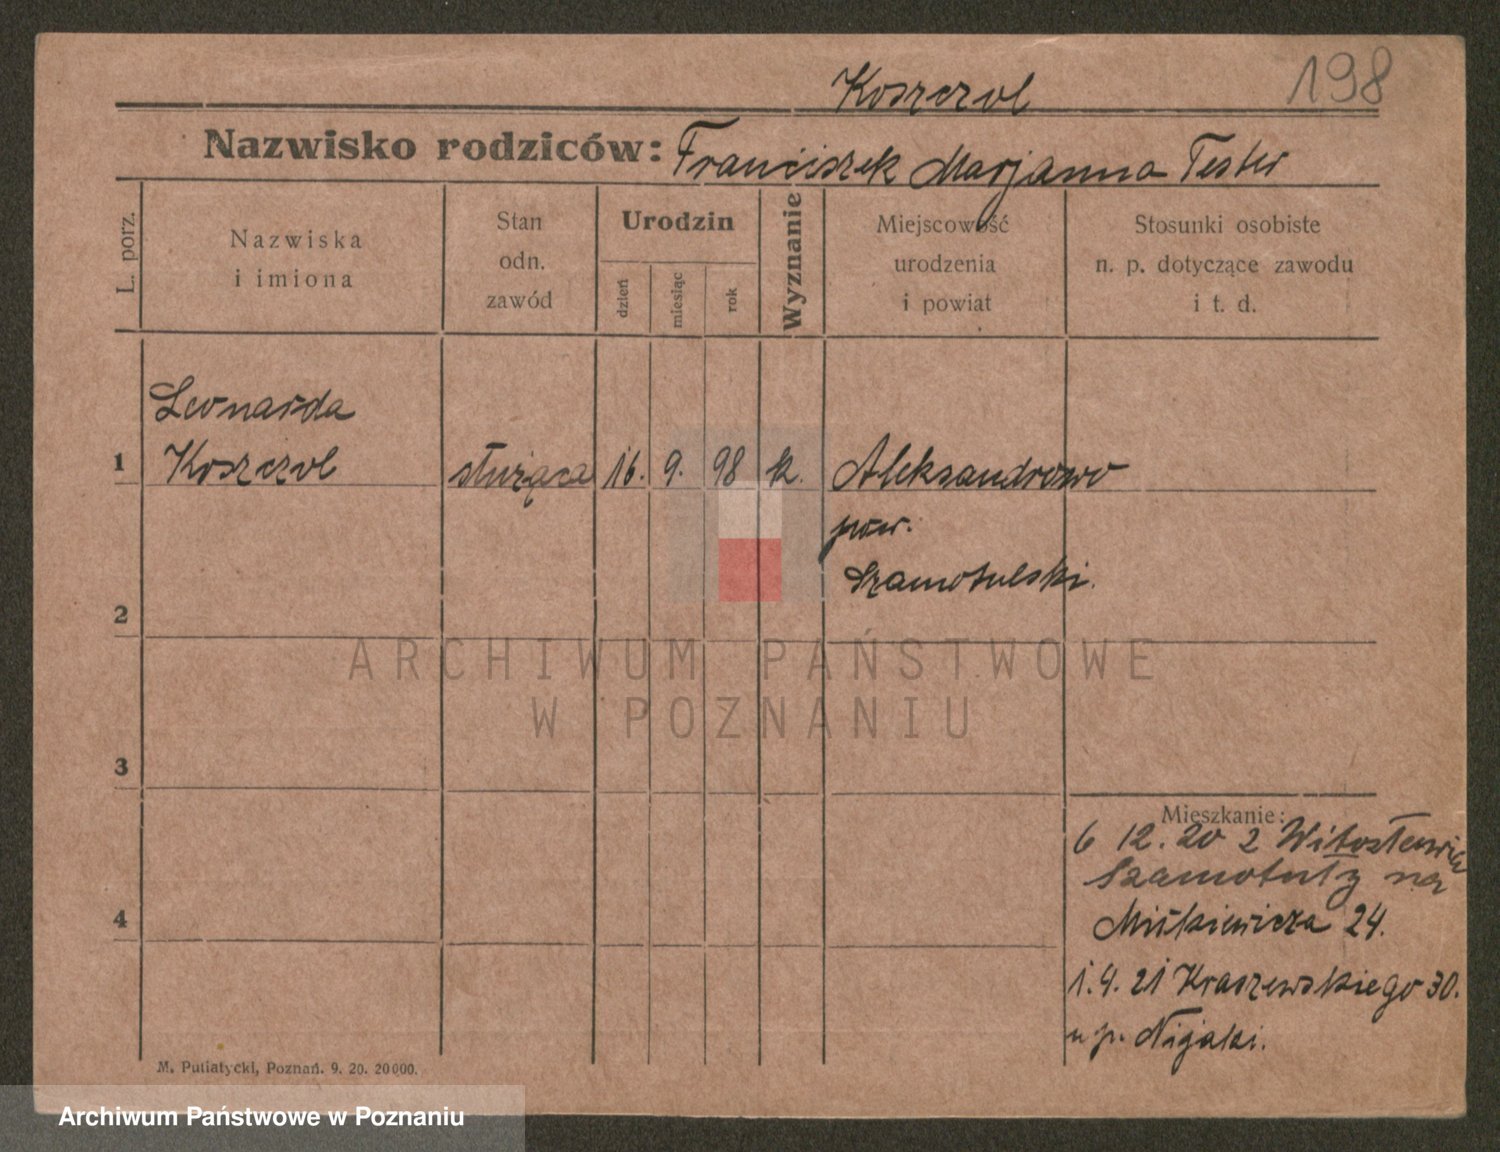 198
Koszczol
Nazwisko rodziców: Franciszek Marjanna Tester
L. porz.
Nazwiska
i imiona
Stan
odn.
zawód
Urodzin
dzień
miesiąc
rok
Wyznanie
Miejscowość
urodzenia
i powiat
Stosunki osobiste
n. p. dotyczące zawodu
i t. d.
Leonarda
1 Koszczol służąca 16. 9. 98 k. Aleksandrowo
pow.
Szamotulski.
2
ARCHIWUM PAŃSTWOWE
W POZNANIU
3
Mieszkanie:
6 12. 20 z
Szamotuły na
4 Mickiewicza 24.
1. 4. 21 Kraszewskiego 30.
u p.
M. Putiatycki, Poznań. 9. 20. 20000.
Archiwum Państwowe w Poznaniu